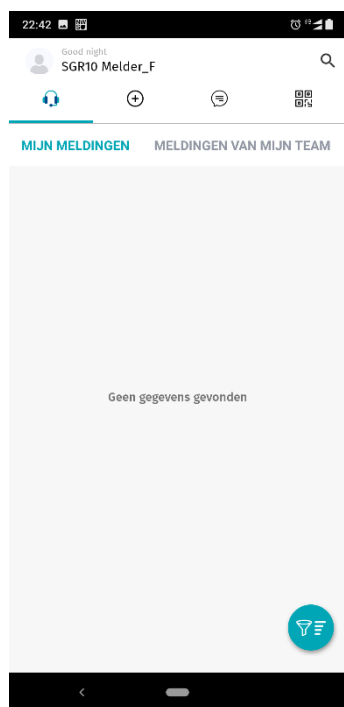 22:42
Good night
SGR10 Melder_F
MIJN MELDINGEN
MELDINGEN VAN MIJN TEAM
Geen gegevens gevonden